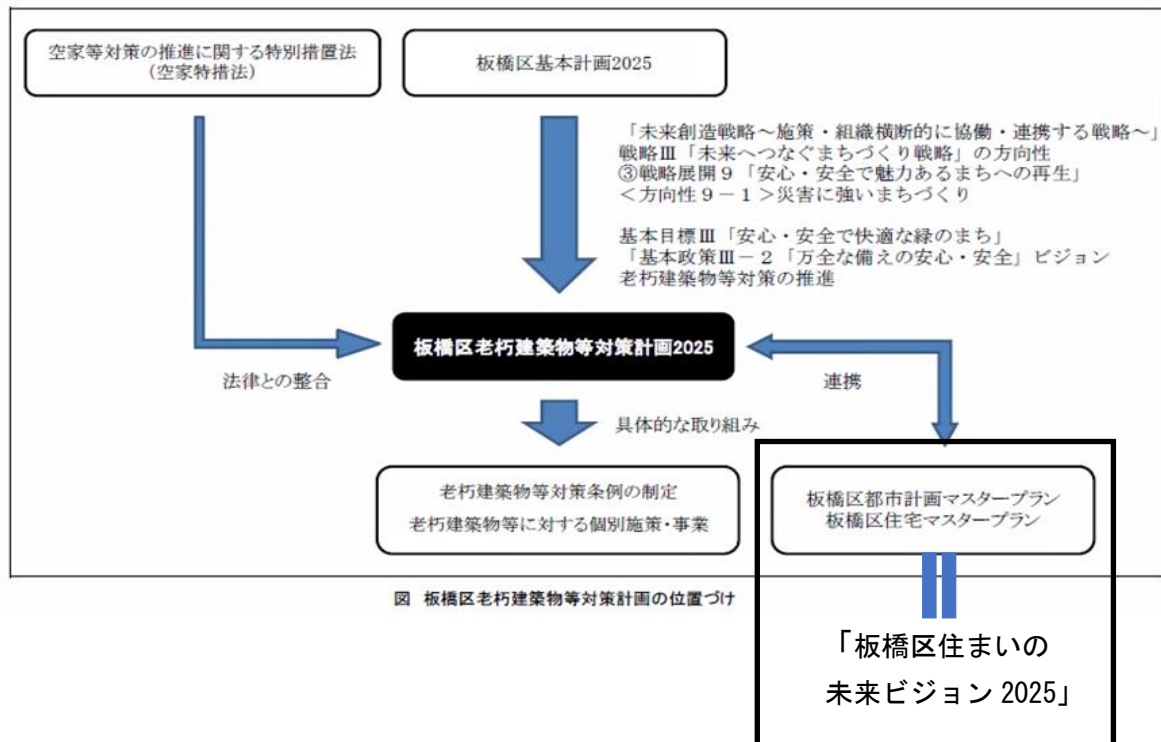 空家等対策の推進に関する特別措置法
(空家特措法)
板橋区基本計画2025
「未来創造戦略～施策・組織横断的に協働・連携する戦略～」
戦略Ⅲ「未来へつなぐまちづくり戦略」の方向性
③戦略展開９「安心・安全で魅力あるまちへの再生」
＜方向性９－１＞災害に強いまちづくり
基本目標Ⅲ「安心・安全で快適な緑のまち」
「基本政策Ⅲ－２「万全な備えの安心・安全」ビジョン
老朽建築物等対策の推進
板橋区老朽建築物等対策計画2025
法律との整合
連携
具体的な取り組み
老朽建築物等対策条例の制定
老朽建築物等に対する個別施策・事業
板橋区都市計画マスタープラン
板橋区住宅マスタープラン
図 板橋区老朽建築物等対策計画の位置づけ
「板橋区住まいの
未来ビジョン 2025」